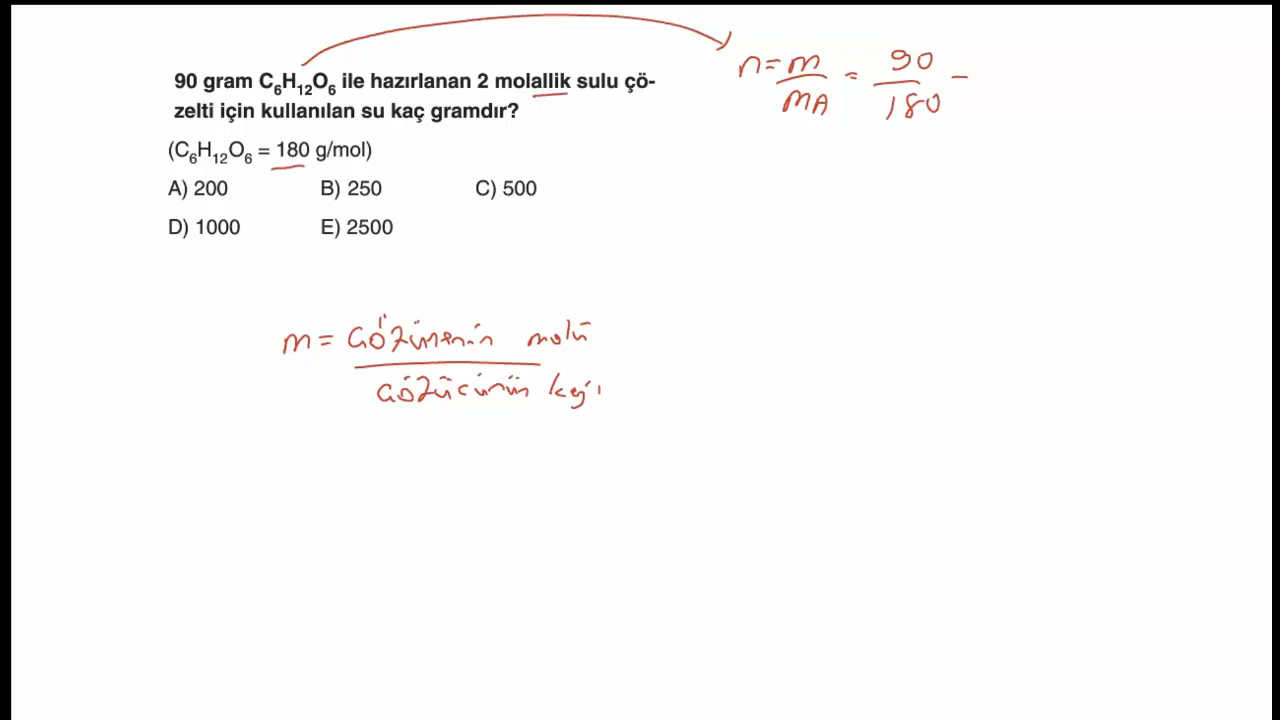 90 gram C₆H₁₂O₆ ile hazırlanan 2 molallik sulu çö-
zelti için kullanılan su kaç gramdır?
(C₆H₁₂O₆ = 180 g/mol)
A) 200 B) 250 C) 500
D) 1000 E) 2500
n = m / MA = 90 / 180 =
m = çözünenin molü
çözücünün kg'ı